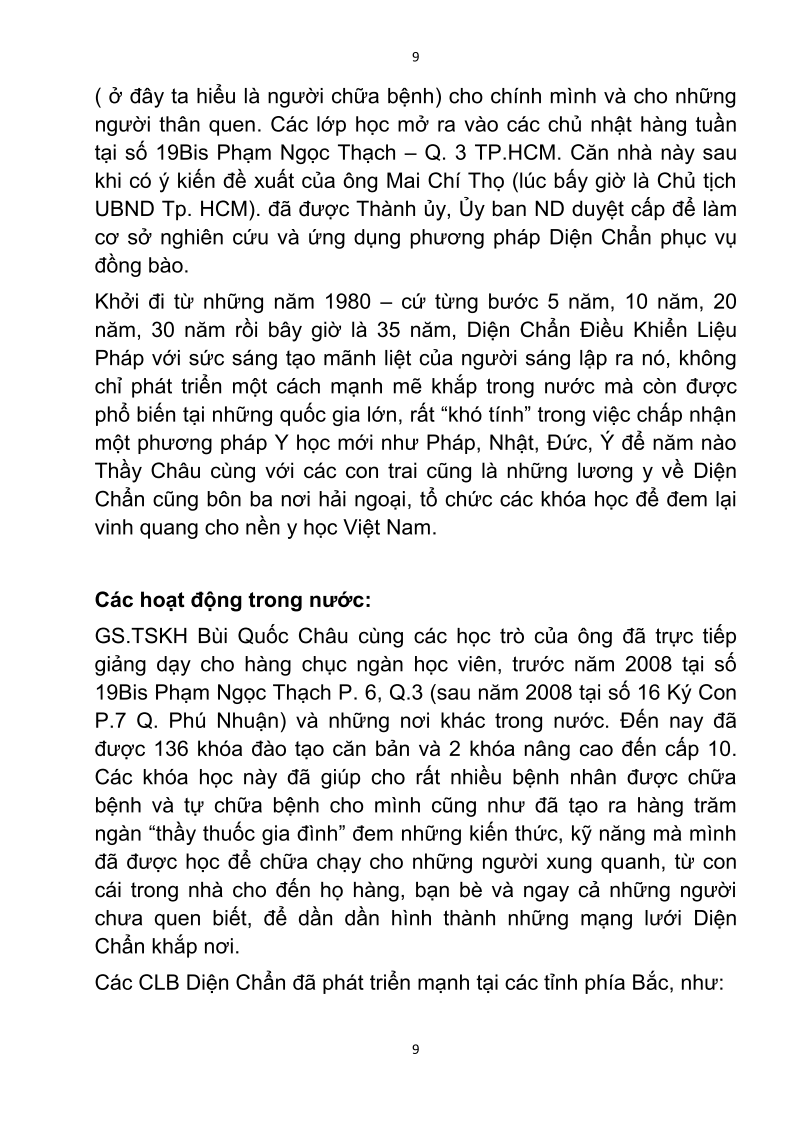 9
( ở đây ta hiểu là người chữa bệnh) cho chính mình và cho những
người thân quen. Các lớp học mở ra vào các chủ nhật hàng tuần
tại số 19Bis Phạm Ngọc Thạch – Q. 3 TP.HCM. Căn nhà này sau
khi có ý kiến đề xuất của ông Mai Chí Thọ (lúc bấy giờ là Chủ tịch
UBND Tp. HCM). đã được Thành ủy, Ủy ban ND duyệt cấp để làm
cơ sở nghiên cứu và ứng dụng phương pháp Diện Chẩn phục vụ
đồng bào.
Khởi đi từ những năm 1980 – cứ từng bước 5 năm, 10 năm, 20
năm, 30 năm rồi bây giờ là 35 năm, Diện Chẩn Điều Khiển Liệu
Pháp với sức sáng tạo mãnh liệt của người sáng lập ra nó, không
chỉ phát triển một cách mạnh mẽ khắp trong nước mà còn được
phổ biến tại những quốc gia lớn, rất “khó tính” trong việc chấp nhận
một phương pháp Y học mới như Pháp, Nhật, Đức, Ý để năm nào
Thầy Châu cùng với các con trai cũng là những lương y về Diện
Chẩn cũng bôn ba nơi hải ngoại, tổ chức các khóa học để đem lại
vinh quang cho nền y học Việt Nam.
Các hoạt động trong nước:
GS.TSKH Bùi Quốc Châu cùng các học trò của ông đã trực tiếp
giảng dạy cho hàng chục ngàn học viên, trước năm 2008 tại số
19Bis Phạm Ngọc Thạch P. 6, Q.3 (sau năm 2008 tại số 16 Ký Con
P.7 Q. Phú Nhuận) và những nơi khác trong nước. Đến nay đã
được 136 khóa đào tạo căn bản và 2 khóa nâng cao đến cấp 10.
Các khóa học này đã giúp cho rất nhiều bệnh nhân được chữa
bệnh và tự chữa bệnh cho mình cũng như đã tạo ra hàng trăm
ngàn “thầy thuốc gia đình” đem những kiến thức, kỹ năng mà mình
đã được học để chữa chạy cho những người xung quanh, từ con
cái trong nhà cho đến họ hàng, bạn bè và ngay cả những người
chưa quen biết, để dần dần hình thành những mạng lưới Diện
Chẩn khắp nơi.
Các CLB Diện Chẩn đã phát triển mạnh tại các tỉnh phía Bắc, như:
9